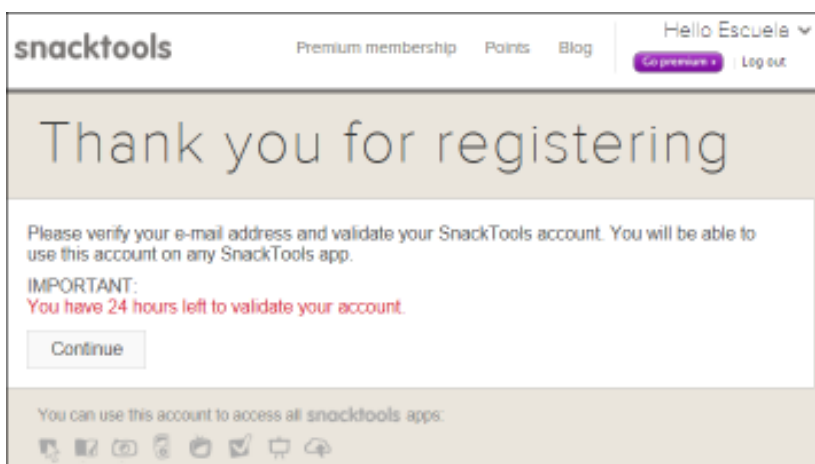 snacktools
Premium membership Points Blog
Hello Escuele
Go premium Log out
Thank you for registering
Please verify your e-mail address and validate your SnackTools account. You will be able to
use this account on any SnackTools app.
IMPORTANT:
You have 24 hours left to validate your account.
Continue
You can use this account to access all snacktools apps: